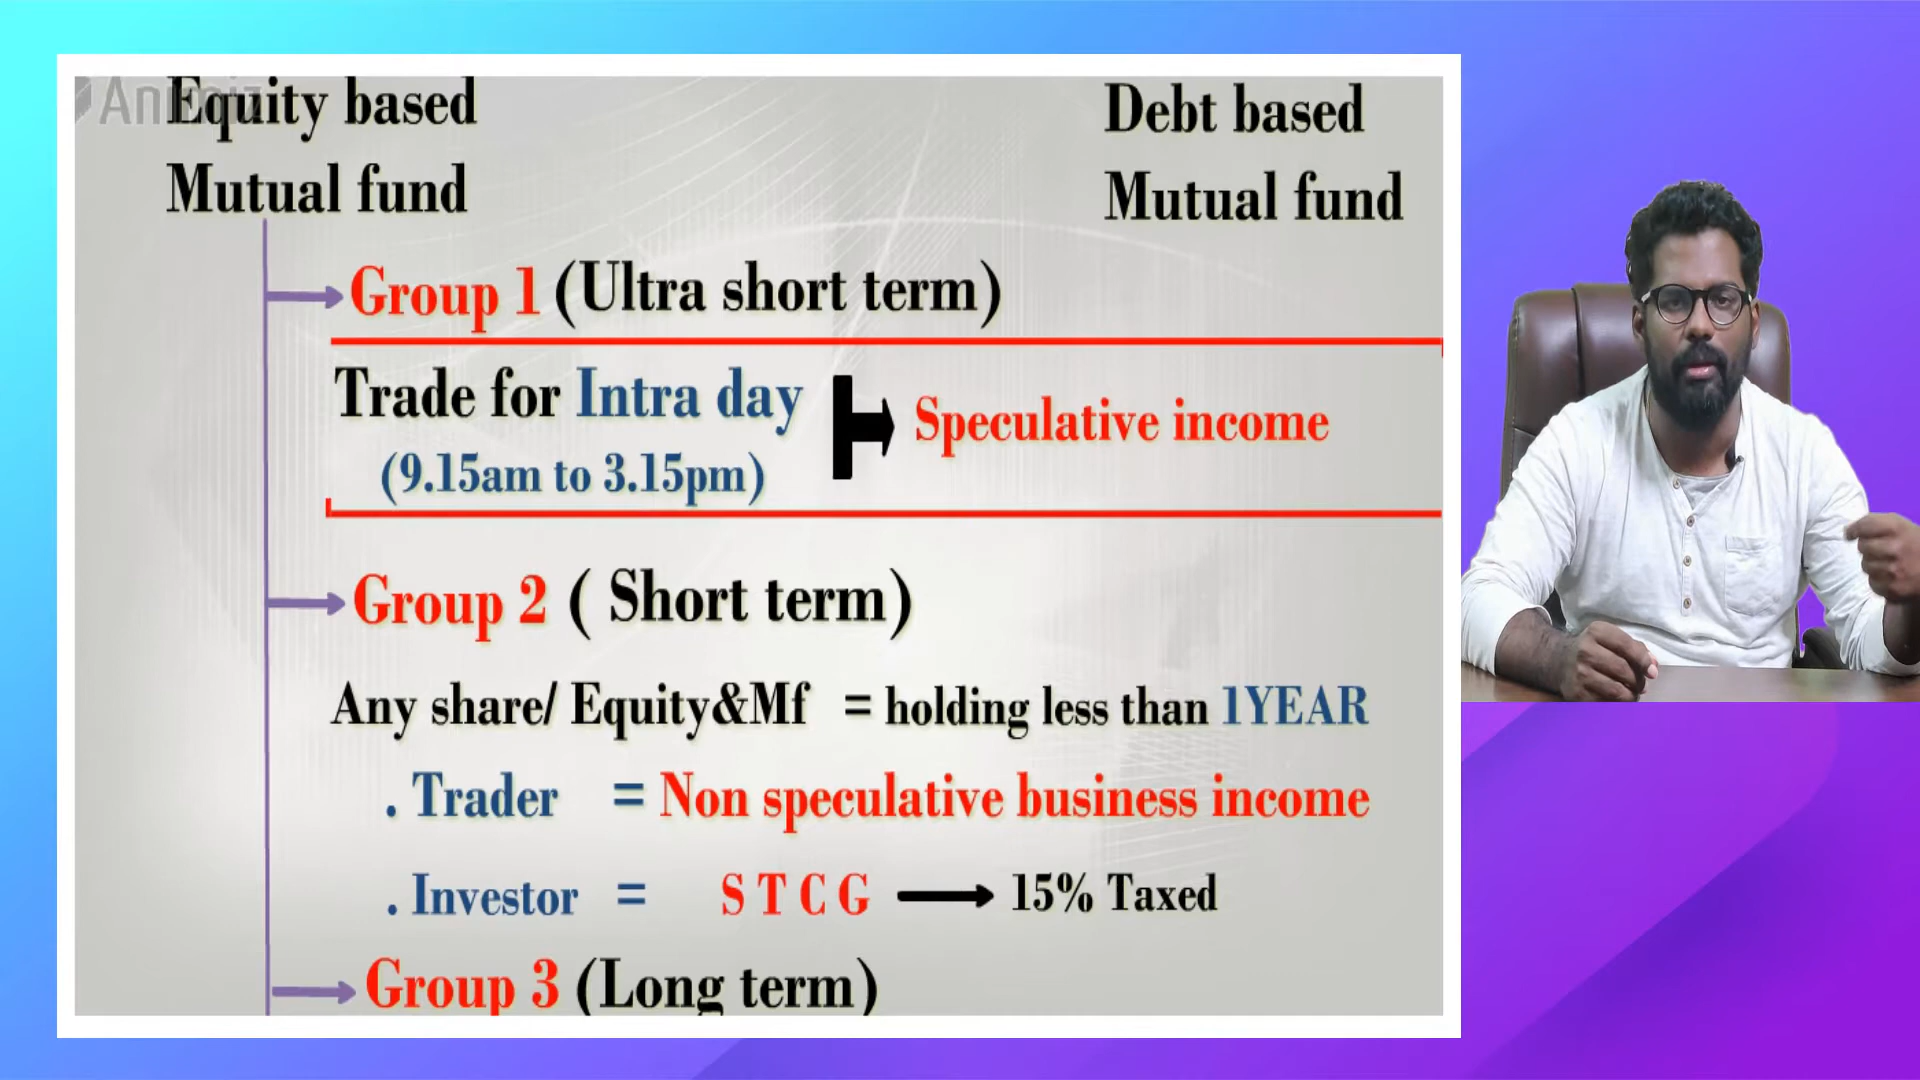 Equity based
Mutual fund
Debt based
Mutual fund
Group 1 (Ultra short term)
Trade for Intra day
(9.15am to 3.15pm)
Speculative income
Group 2 ( Short term)
Any share/ Equity&Mf = holding less than 1YEAR
. Trader = Non speculative business income
. Investor = S T C G 15% Taxed
Group 3 (Long term)